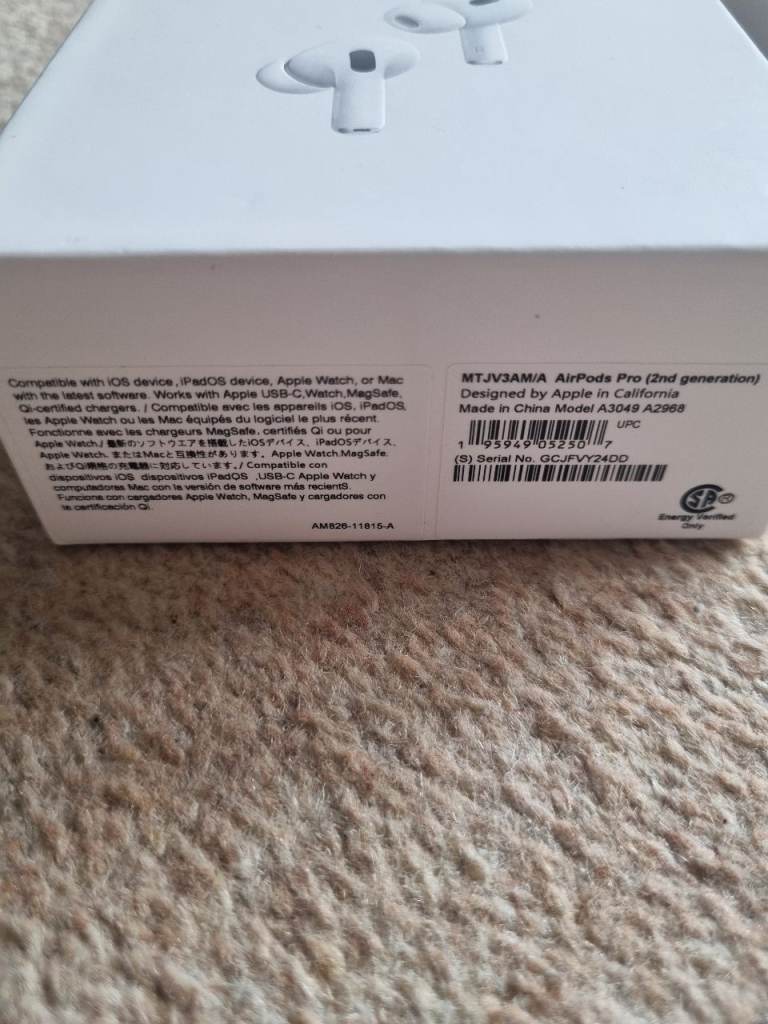 Compatible with iOS device, iPadOS device, Apple Watch, or Mac
with the latest software. Works with Apple USB-C,Watch,MagSafe,
Qi-certified chargers. / Compatible avec les appareils iOS, iPadOS,
les Apple Watch ou les Mac équipés du logiciel le plus récent.
Fonctionne avec les chargeurs MagSafe, certifiés Qi ou pour
Apple Watch./ 最新のソフトウエアを搭載したiOSデバイス、iPadOSデバイス、
Apple Watch、またはMacと互換性があります。Apple Watch.MagSafe.
およびQi規格の充電器に対応しています。/ Compatible con
dispositivos iOS dispositivos iPadOS ,USB-C Apple Watch y
computadoras Mac con la versión de software más recientS.
Funciona con cargadores Apple Watch, MagSafe y cargadores con
la certificación Qi.
AM826-11815-A
MTJV3AM/A AirPods Pro (2nd generation)
Designed by Apple in California
Made in China Model A3049 A2968
UPC
1 95949 05250 7
(S) Serial No. GCJFVY24DD
SA ®
Energy Verified
Only